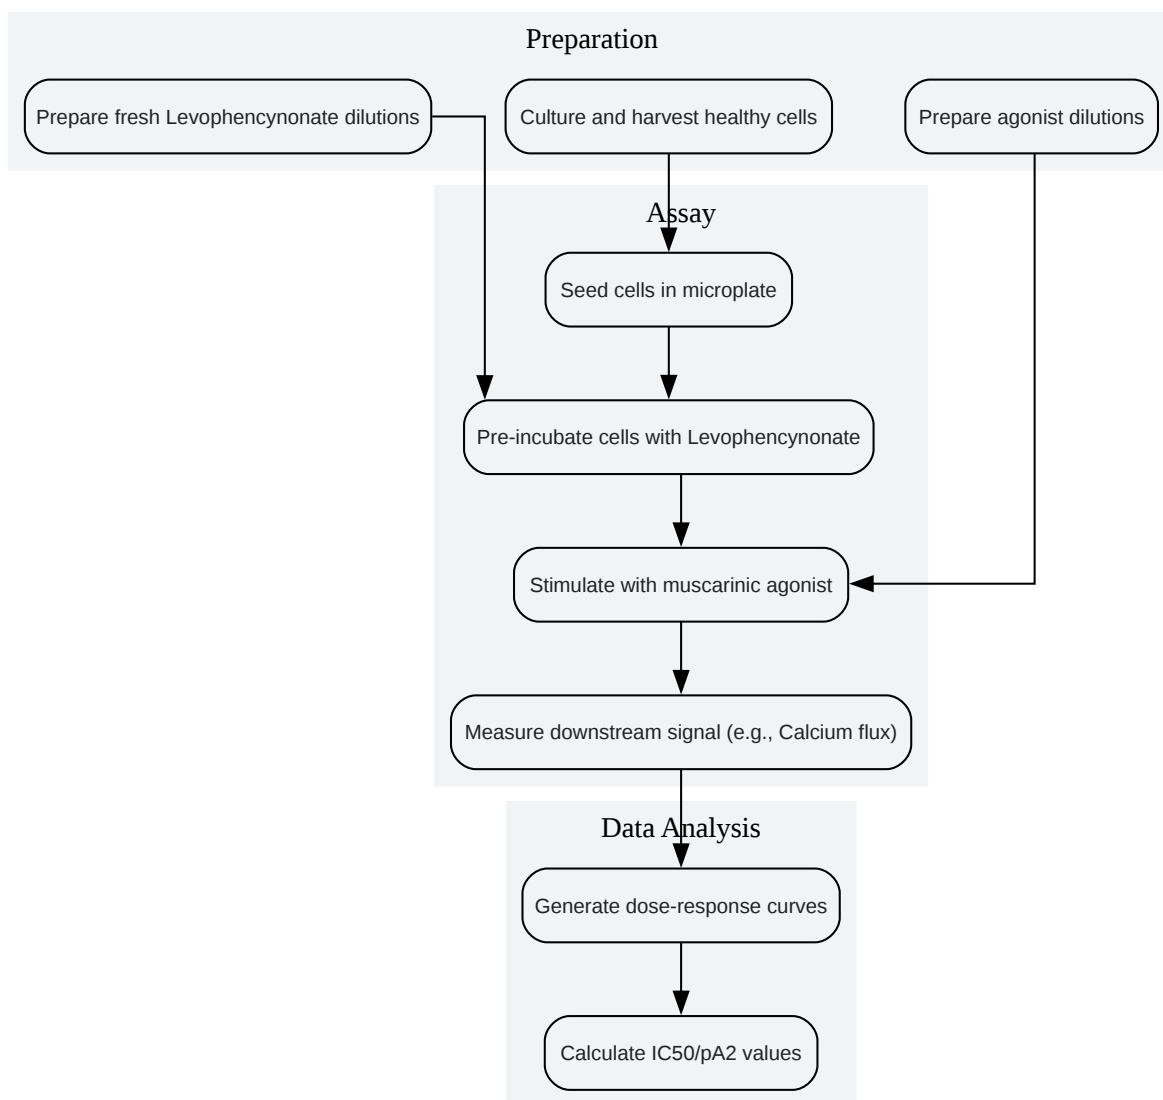 Preparation
Prepare fresh Levophencynonate dilutions
Culture and harvest healthy cells
Prepare agonist dilutions
Assay
Seed cells in microplate
Pre-incubate cells with Levophencynonate
Stimulate with muscarinic agonist
Measure downstream signal (e.g., Calcium flux)
Data Analysis
Generate dose-response curves
Calculate IC50/pA2 values